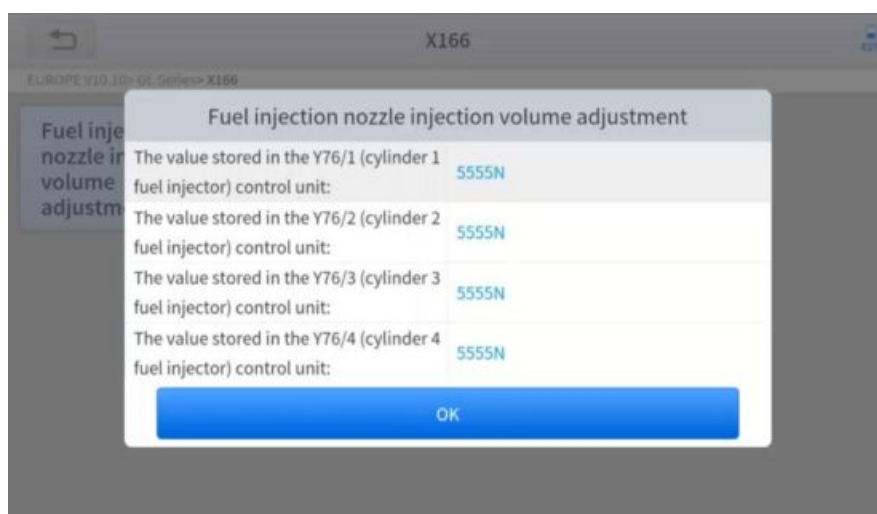 X166
EUROPE V10.10> GL Series> X166
Fuel inje
nozzle in
volume
adjustm
Fuel injection nozzle injection volume adjustment
The value stored in the Y76/1 (cylinder 1
fuel injector) control unit:
5555N
The value stored in the Y76/2 (cylinder 2
fuel injector) control unit:
5555N
The value stored in the Y76/3 (cylinder 3
fuel injector) control unit:
5555N
The value stored in the Y76/4 (cylinder 4
fuel injector) control unit:
5555N
OK